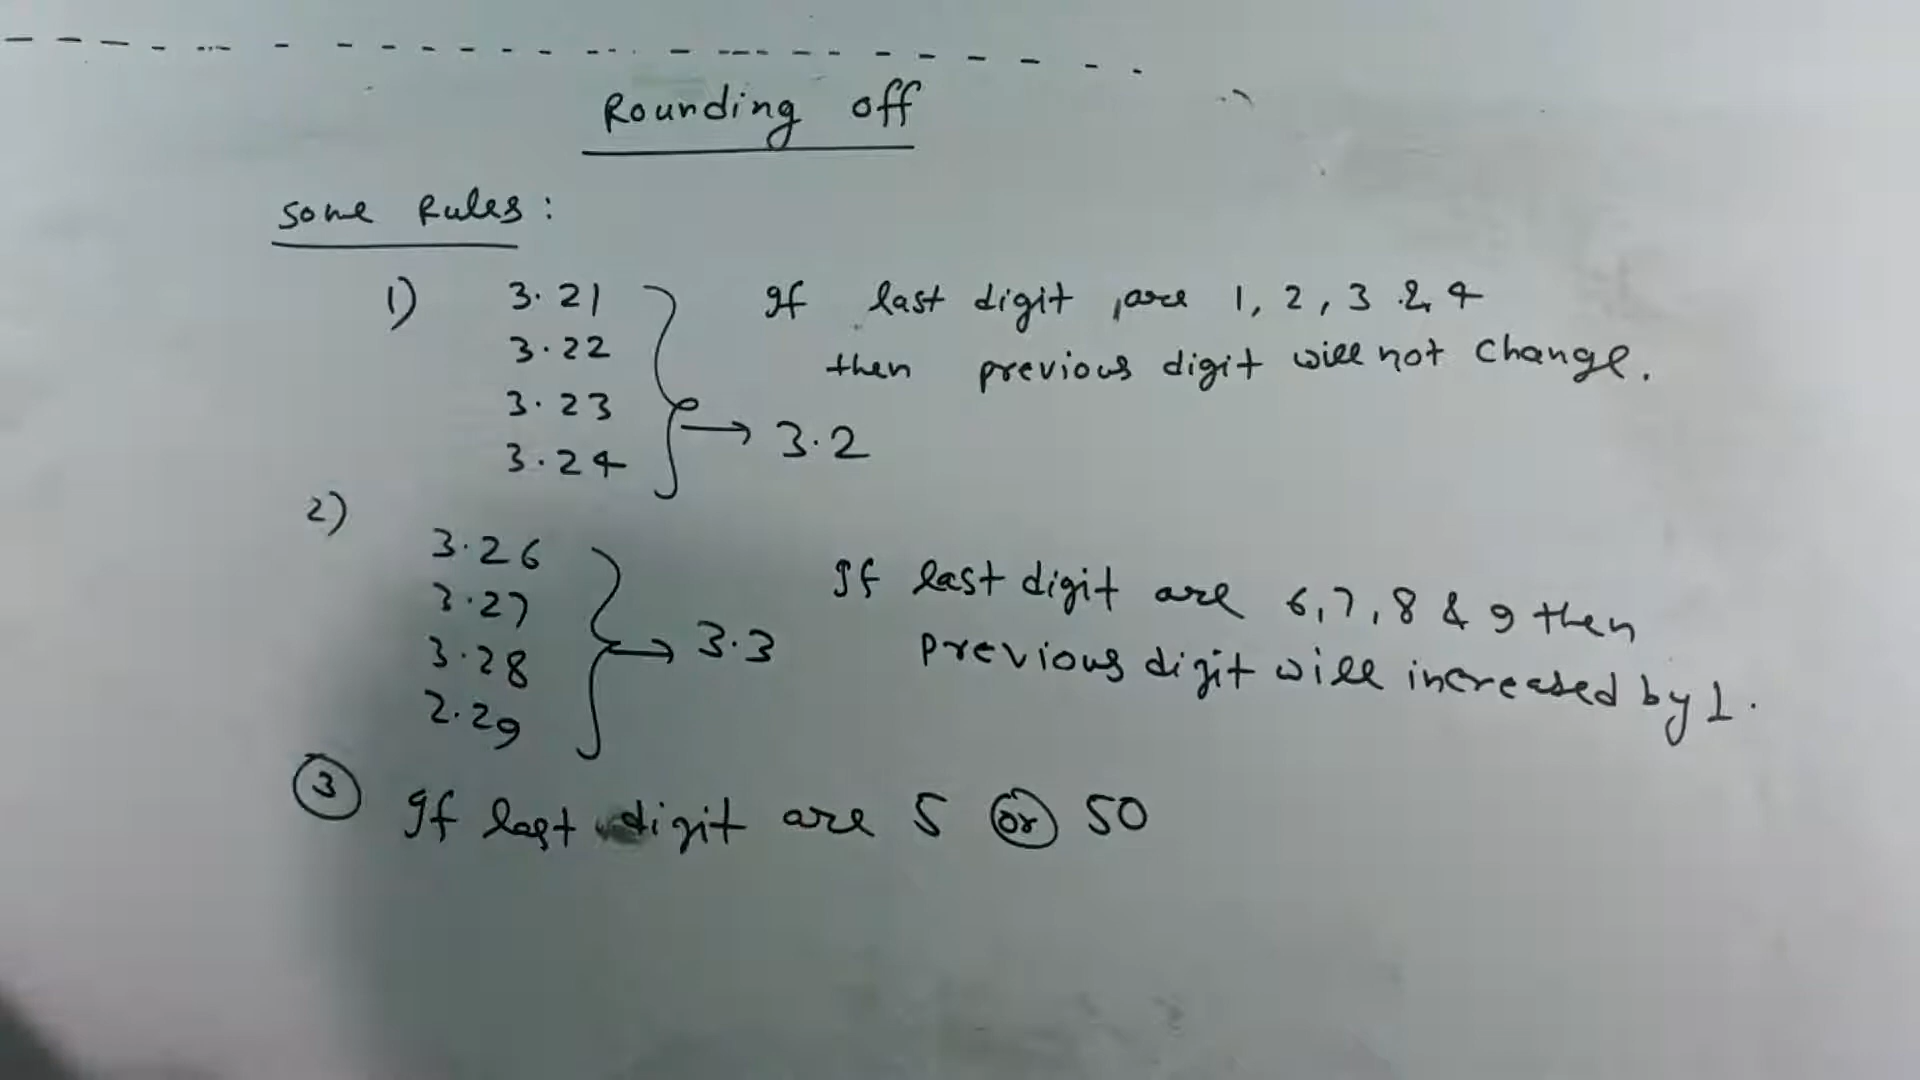 Rounding off
Some Rules:
1) 3.21 If last digit are 1, 2, 3 & 4
3.22 then previous digit will not change.
3.23
→ 3.2
3.24
2)
3.26 If last digit are 6,7,8 & 9 then
3.27
→ 3.3 previous digit will increased by 1.
3.28
2.29
3 If last digit are 5 or 50